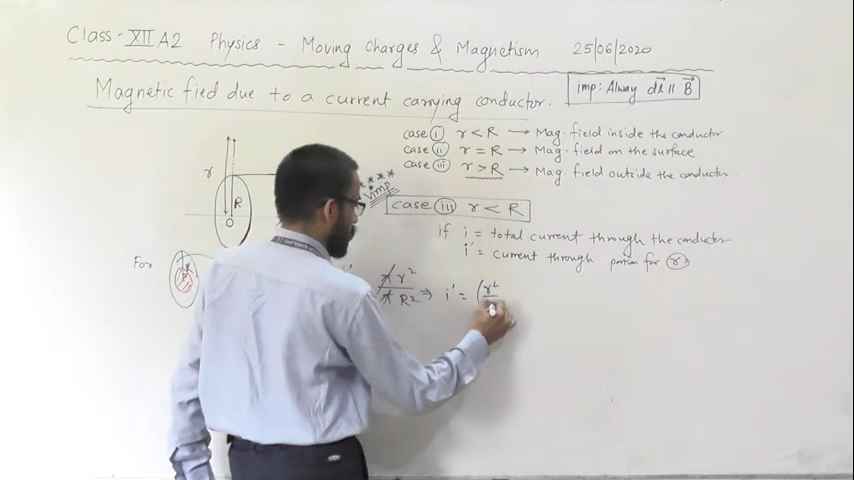 Class-XII A2 Physics - Moving Charges & Magnetism 25/06/2020
Magnetic fied due to a current carrying conductor.
imp: Alway dl || B
case (i) r < R → Mag. field inside the conductor
case (ii) r = R → Mag. field on the surface
case (iii) r > R → Mag. field outside the conductor
r
R
O
**** Vimp
case (iii) r < R
if i = total current through the conductor
i' = current through portion for (r)
For
π r²
π R² ⇒ i' = (r²